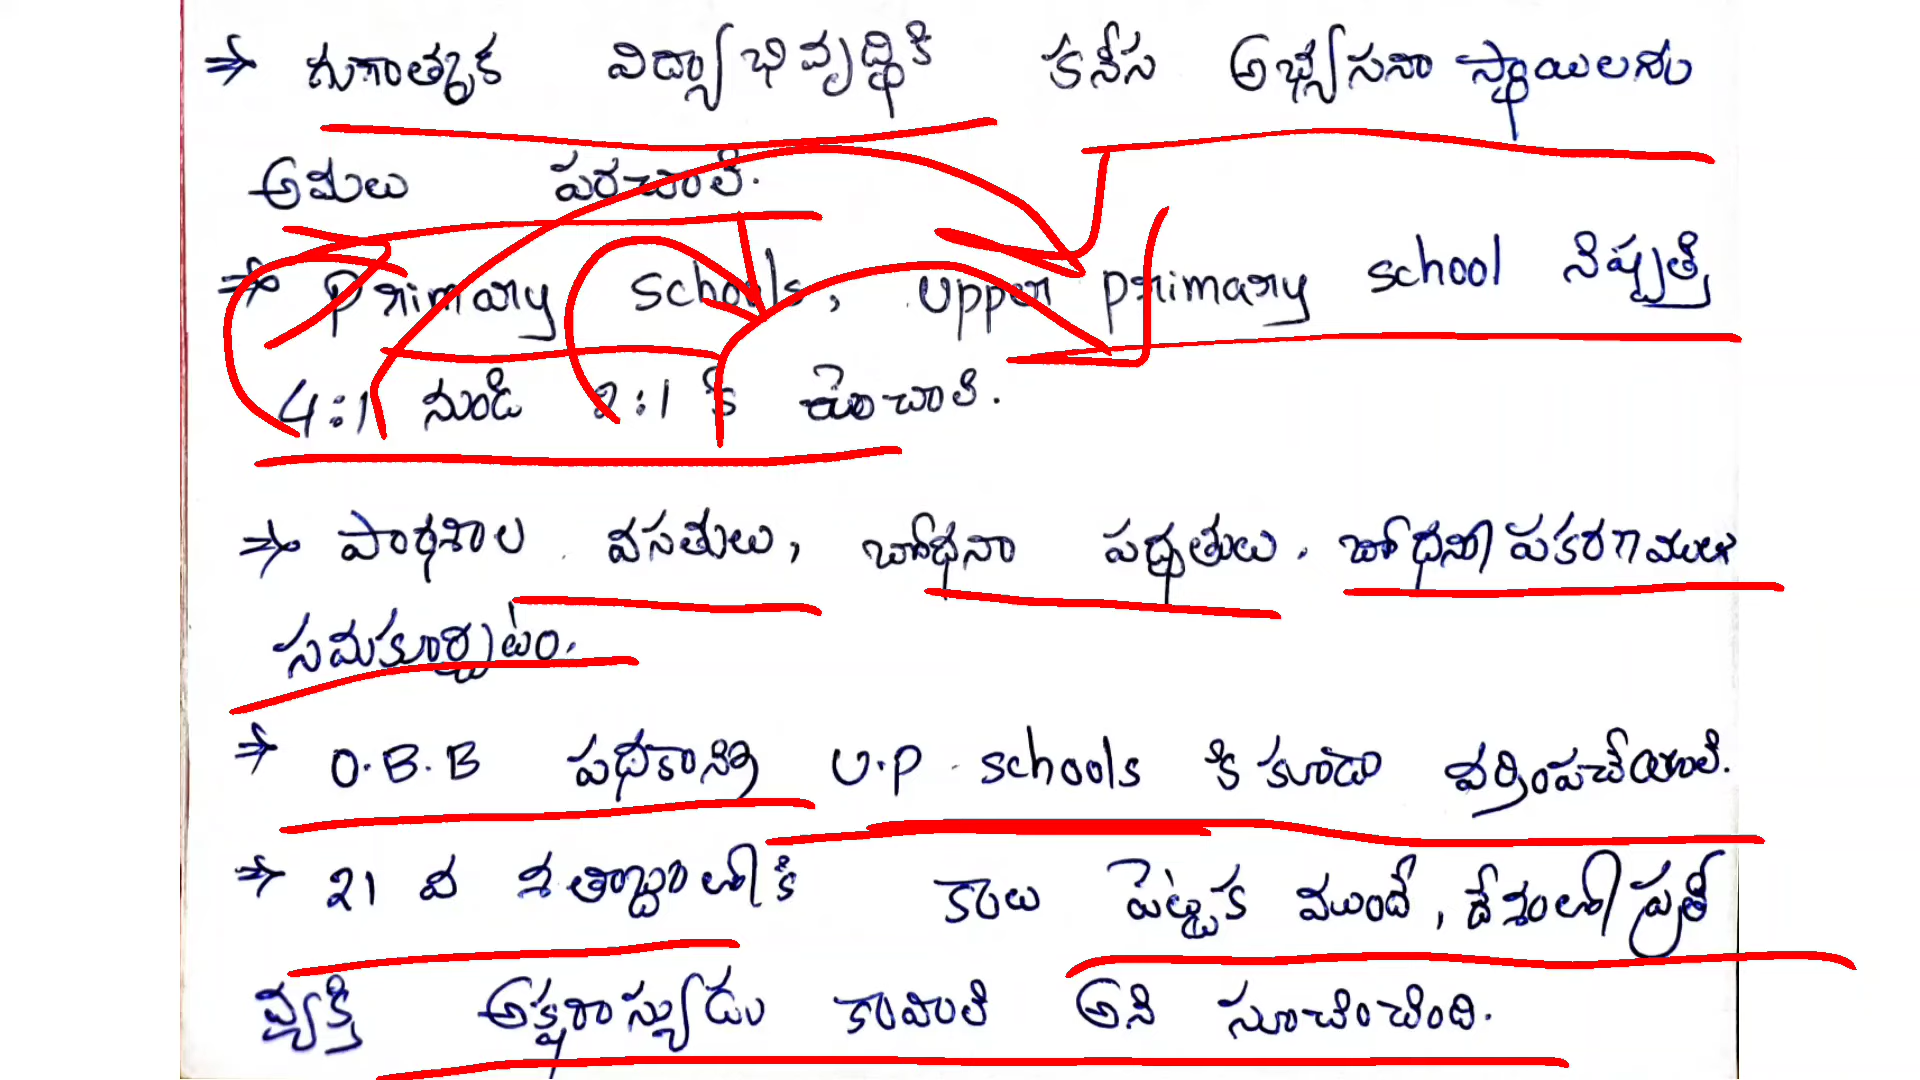 ⇒ గుణాత్మక విద్యాభివృద్ధికి కనీస అభ్యసనా స్థాయిలను
అమలు పరచాలి.
⇒ Primary Schools, Upper primary school నిష్పత్తి
4:1 నుండి 2:1 కి పెంచాలి.
⇒ పాఠశాల వసతులు, బోధనా పద్ధతులు, బోధనోపకరణములు
సమకూర్చుటం.
⇒ O.B.B పథకాన్ని U.P schools కి కూడా వర్తింపచేయాలి.
⇒ 21 వ శతాబ్దంలోకి కాలు పెట్టక ముందే, దేశంలో ప్రతి
వ్యక్తి అక్షరాస్యుడు కావాలి అని సూచించింది.